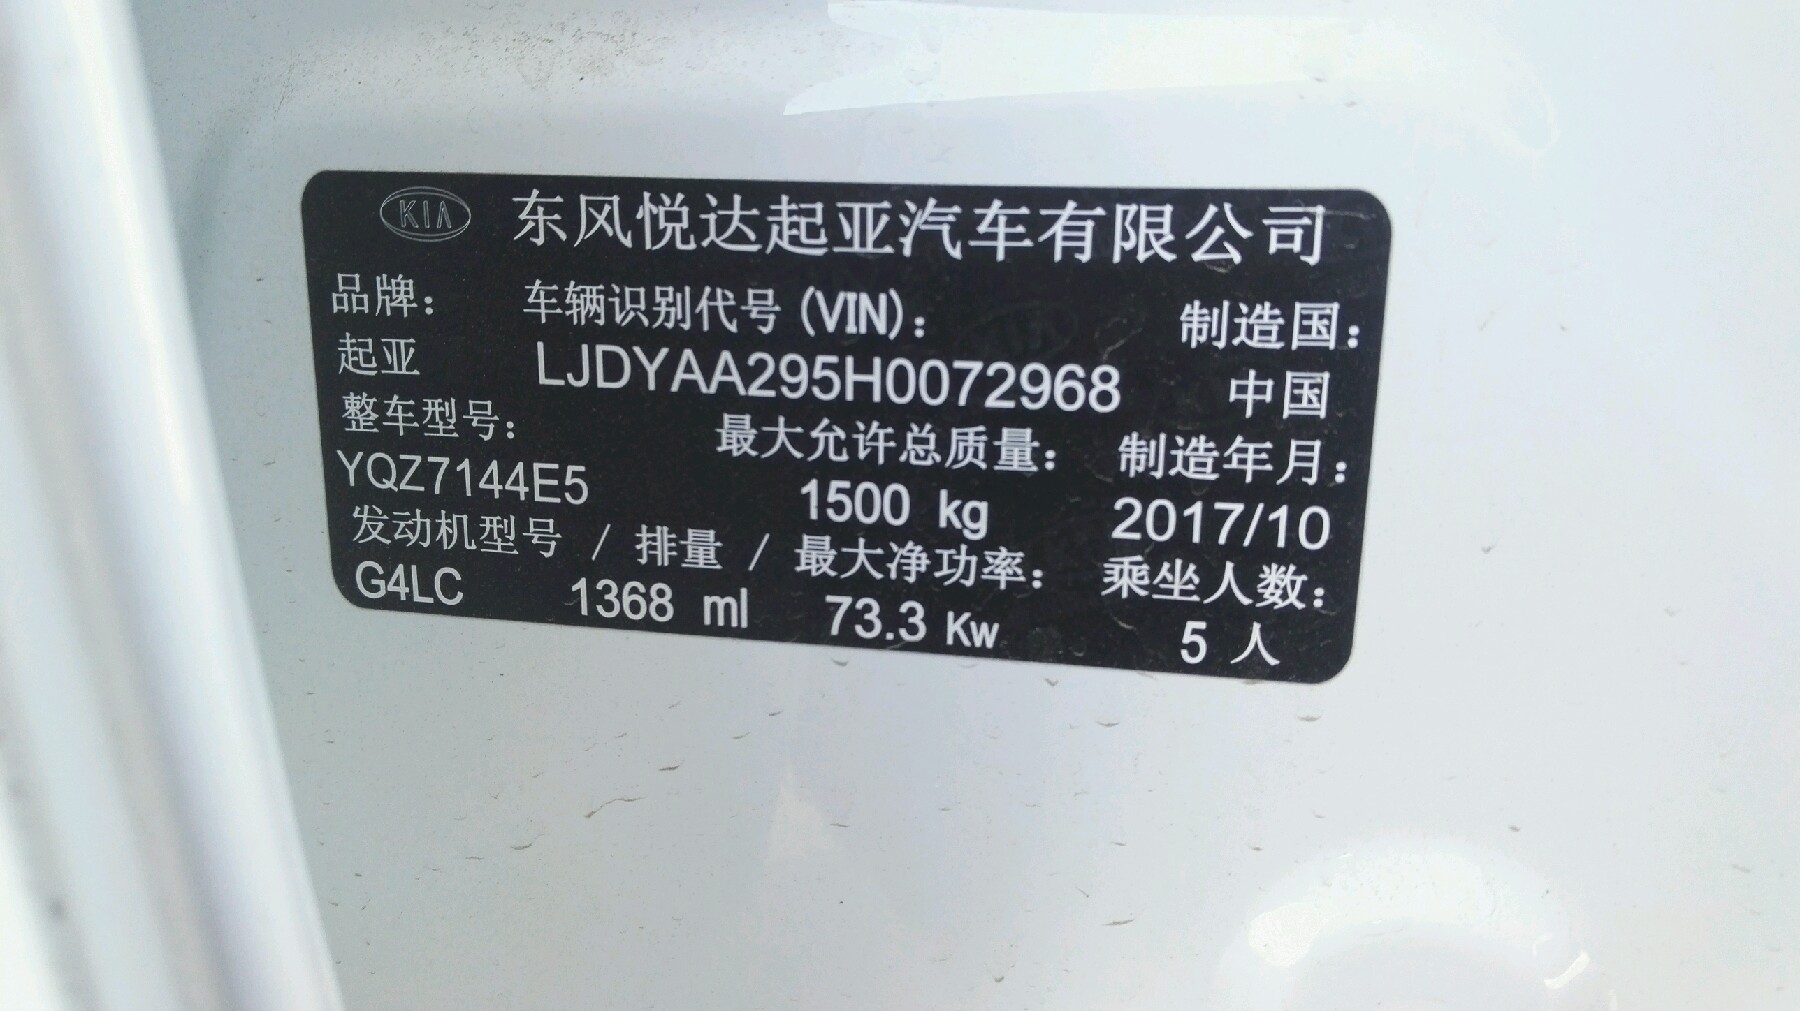 KIA 东风悦达起亚汽车有限公司
品牌： 车辆识别代号 (VIN)： 制造国：
起亚 LJDYAA295H0072968 中国
整车型号： 最大允许总质量： 制造年月：
YQZ7144E5 1500 kg 2017/10
发动机型号 / 排量 / 最大净功率： 乘坐人数：
G4LC 1368 ml 73.3 Kw 5 人